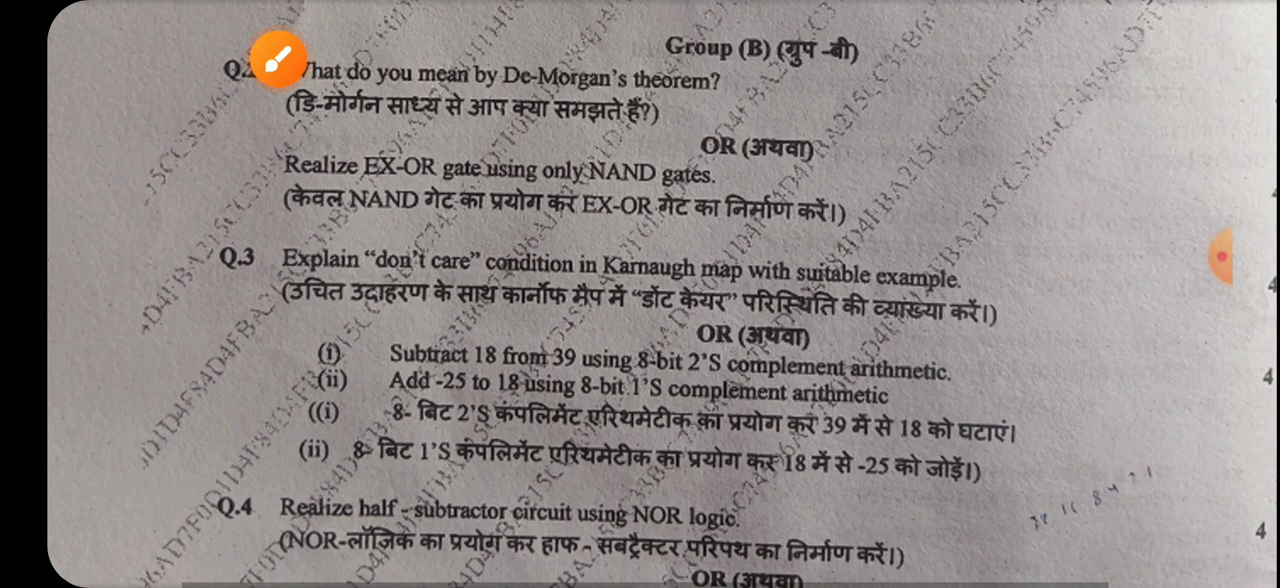 Group (B) (ग्रुप -बी)
hat do you mean by De-Morgan's theorem?
(डि-मोर्गन साध्य से आप क्या समझते हैं?)
OR (अथवा)
Realize EX-OR gate using only NAND gates.
(केवल NAND गेट का प्रयोग कर EX-OR गेट का निर्माण करें।)
Q.3 Explain “don't care” condition in Karnaugh map with suitable example.
(उचित उदाहरण के साथ कार्नॉफ मैप में “डोंट केयर” परिस्थिति की व्याख्या करें।)
OR (अथवा)
(i) Subtract 18 from 39 using 8-bit 2'S complement arithmetic.
(ii) Add -25 to 18 using 8-bit 1'S complement arithmetic
4
((i) 8- बिट 2'S कंपलिमेंट एरिथमेटीक का प्रयोग कर 39 में से 18 को घटाएं।
(ii) 8- बिट 1'S कंपलिमेंट एरिथमेटीक का प्रयोग कर 18 में से -25 को जोड़ें।)
Q.4 Realize half - subtractor circuit using NOR logic.
4
(NOR-लॉजिक का प्रयोग कर हाफ - सबट्रैक्टर परिपथ का निर्माण करें।)
OR (अथवा)